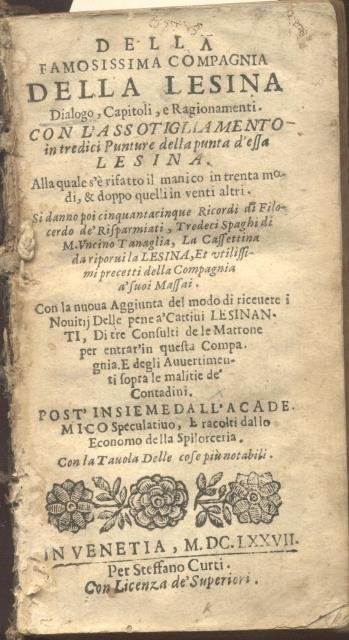 DELLA
FAMOSISSIMA COMPAGNIA
DELLA LESINA
Dialogo, Capitoli, e Ragionamenti.
CON L'ASSOTIGLIAMENTO
in tredici Punture della punta d'essa
LESINA.
Alla quale s'è rifatto il manico in trenta mo-
di, & doppo quelli in venti altri.
Si danno poi cinquantacinque Ricordi di Filo-
cerdo de' Risparmiati, Tredeci Spaghi di
M. Vncino Tanaglia, La Cassettina
da riporui la LESINA, Et vtilissi-
mi precetti della Compagnia
a' suoi Massai.
Con la nuoua Aggiunta del modo di riceuere i
Nouitij Delle pene a' Cattiui LESINAN-
TI, Di tre Consulti de le Matrone
per entrar'in questa Compa-
gnia. E degli Auuertimen-
ti sopra le malitie de'
Contadini.
POST' INSIEME DALL'ACADE-
MICO Speculatiuo, E racolti dallo
Economo della Spilorceria.
Con la Tauola Delle cose più notabili.
IN VENETIA, M.DC.LXXVII.
Per Steffano Curti.
Con Licenza de' Superiori.